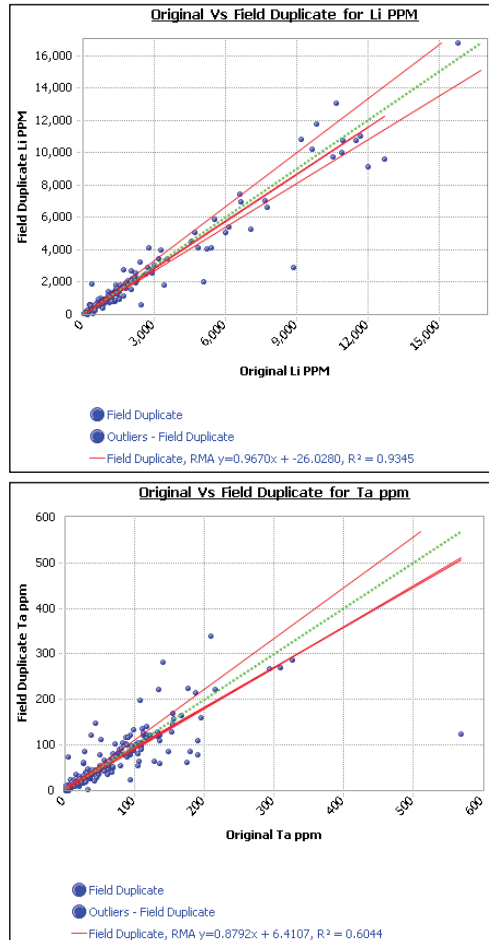 Original Vs Field Duplicate for Li PPM
16,000
14,000
12,000
10,000
8,000
6,000
4,000
2,000
0
Field Duplicate Li PPM
0
3,000
6,000
9,000
12,000
15,000
Original Li PPM
Field Duplicate
Outliers - Field Duplicate
Field Duplicate, RMA y=0.9670x + -26.0280, R² = 0.9345
Original Vs Field Duplicate for Ta ppm
600
500
400
300
200
100
0
Field Duplicate Ta ppm
0
100
200
300
400
500
600
Original Ta ppm
Field Duplicate
Outliers - Field Duplicate
Field Duplicate, RMA y=0.8792x + 6.4107, R² = 0.6044